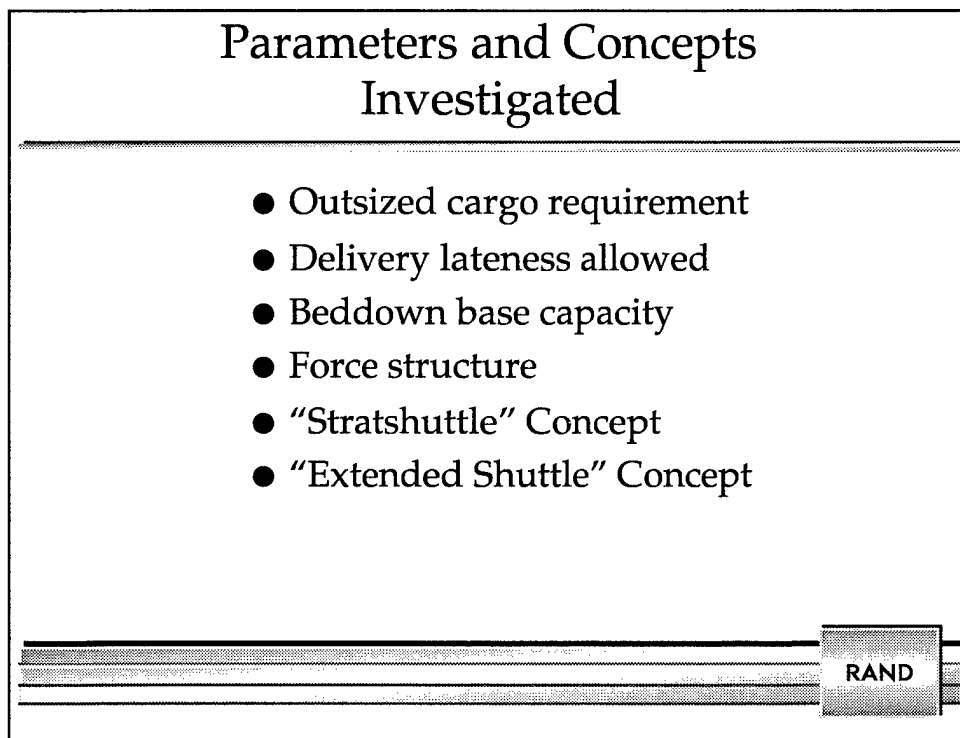 Parameters and Concepts
Investigated
● Outsized cargo requirement
● Delivery lateness allowed
● Beddown base capacity
● Force structure
● “Stratshuttle” Concept
● “Extended Shuttle” Concept
RAND